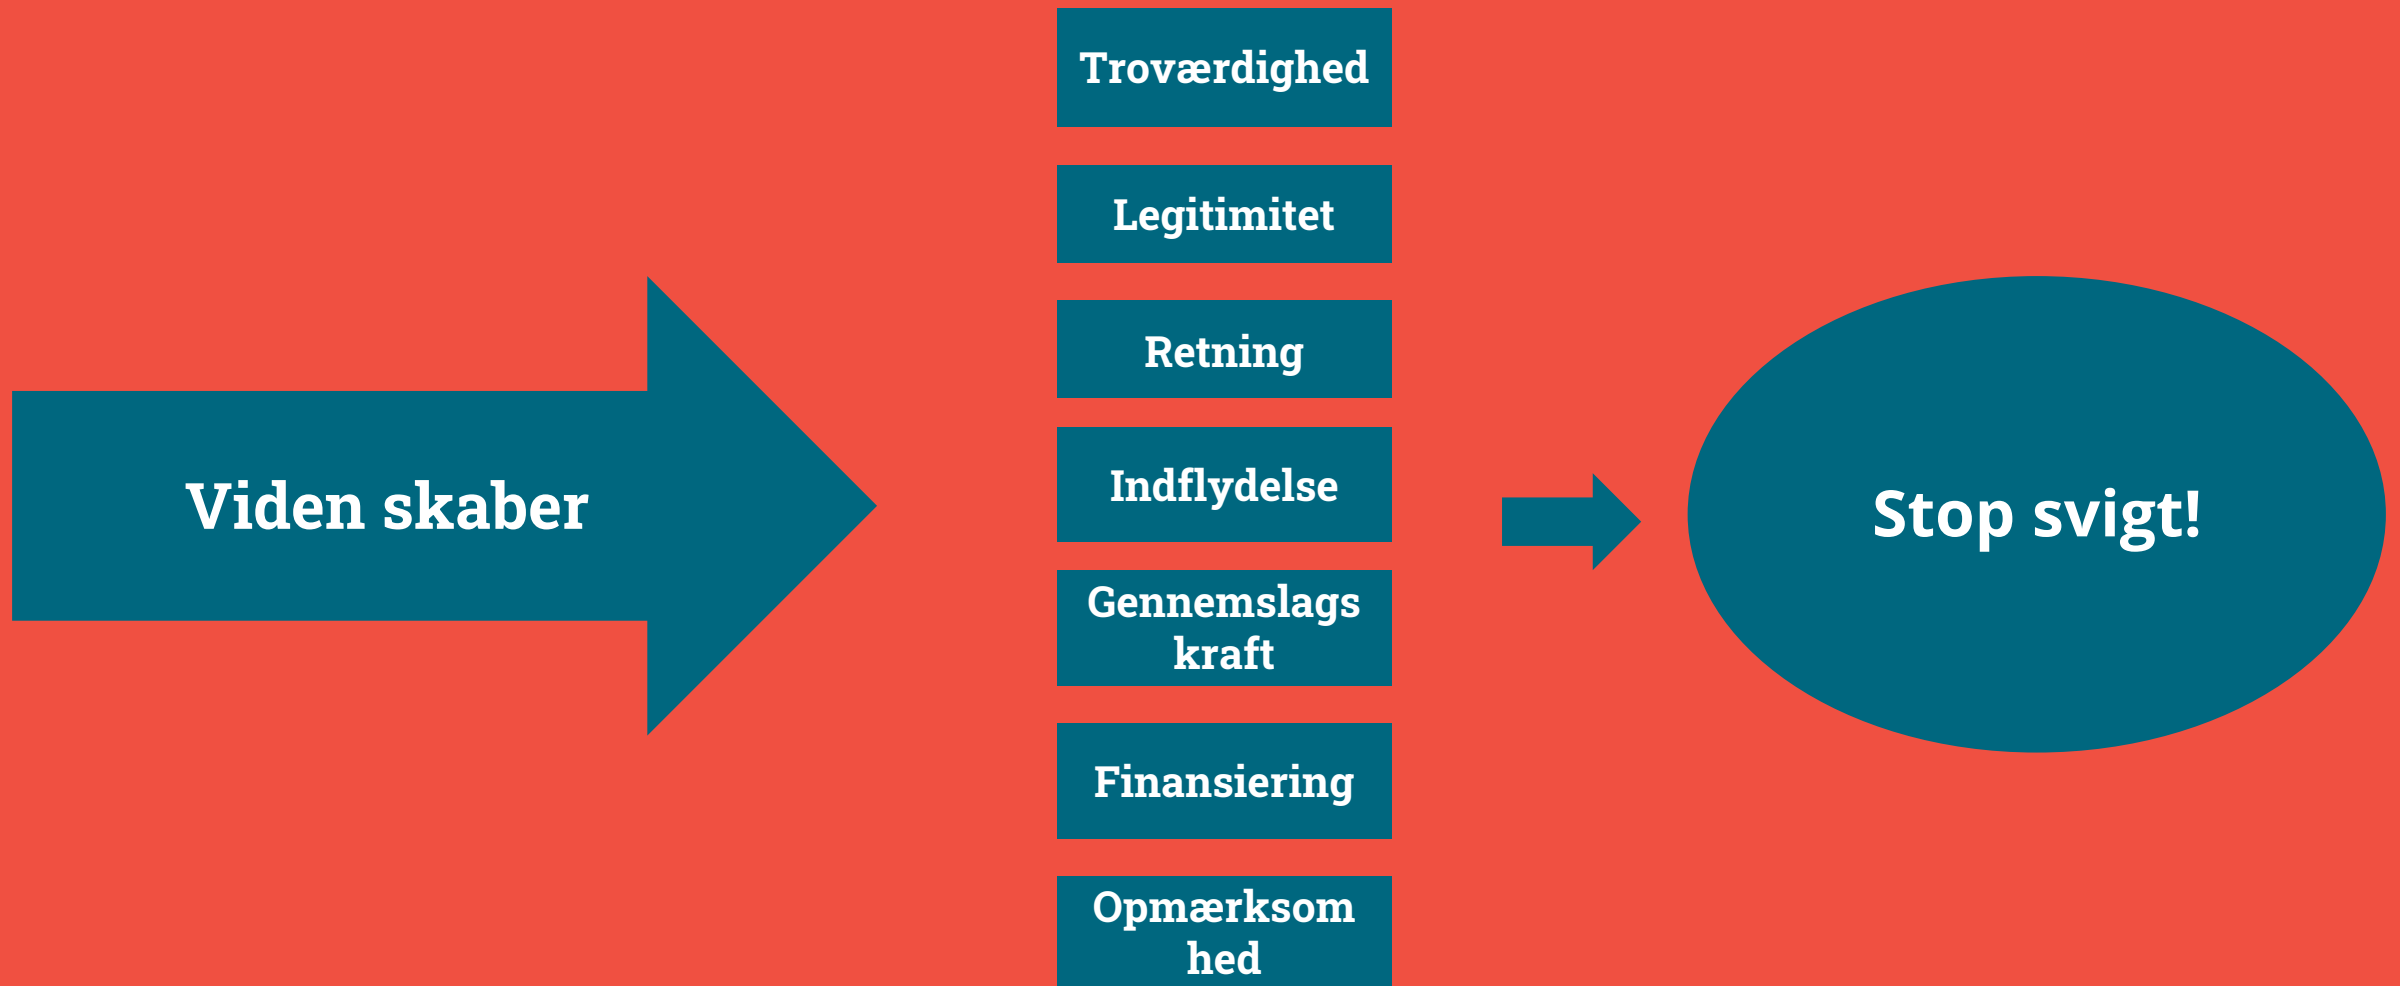 Viden skaber
Troværdighed
Legitimitet
Retning
Indflydelse
Gennemslags
kraft
Finansiering
Opmærksom
hed
Stop svigt!